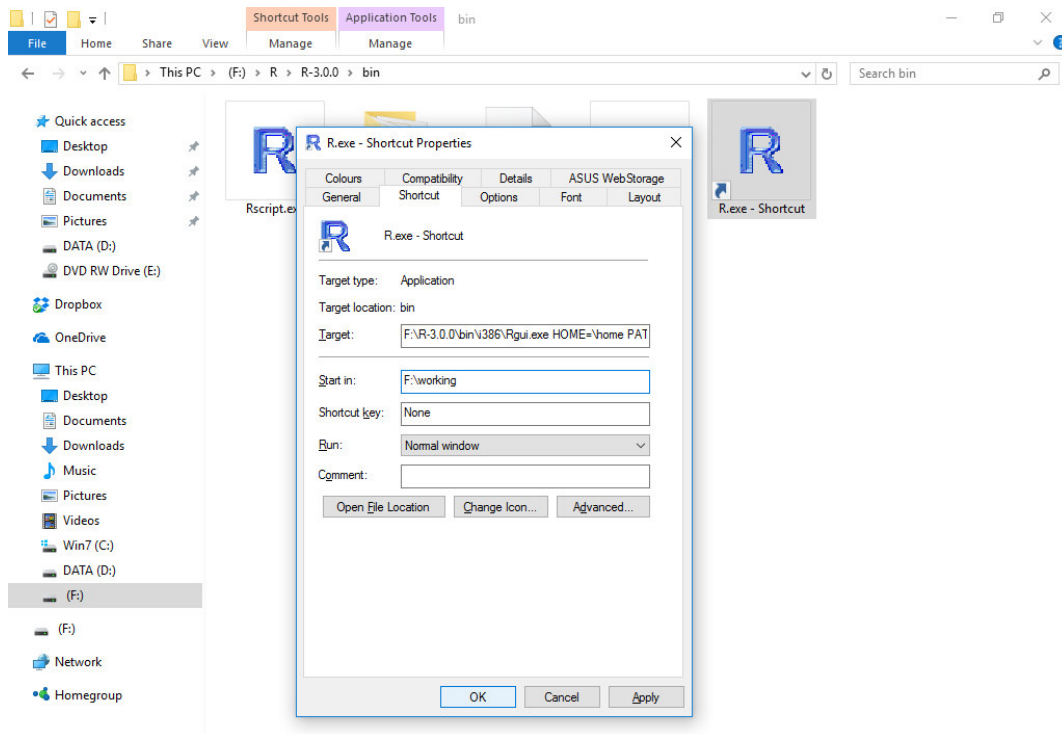 Shortcut Tools Application Tools bin
File Home Share View Manage Manage
This PC > (F:) > R > R-3.0.0 > bin
Search bin
Quick access
Desktop
Downloads
Documents
Pictures
DATA (D:)
DVD RW Drive (E:)
Dropbox
OneDrive
This PC
Desktop
Documents
Downloads
Music
Pictures
Videos
Win7 (C:)
DATA (D:)
(F:)
(F:)
Network
Homegroup
Rscript.ex
R.exe - Shortcut
R.exe - Shortcut Properties
Colours Compatibility Details ASUS WebStorage
General Shortcut Options Font Layout
R.exe - Shortcut
Target type: Application
Target location: bin
Target: F:\R-3.0.0\bin\i386\Rgui.exe HOME=\home PAT
Start in: F:\working
Shortcut key: None
Run: Normal window
Comment:
Open File Location Change Icon... Advanced...
OK Cancel Apply